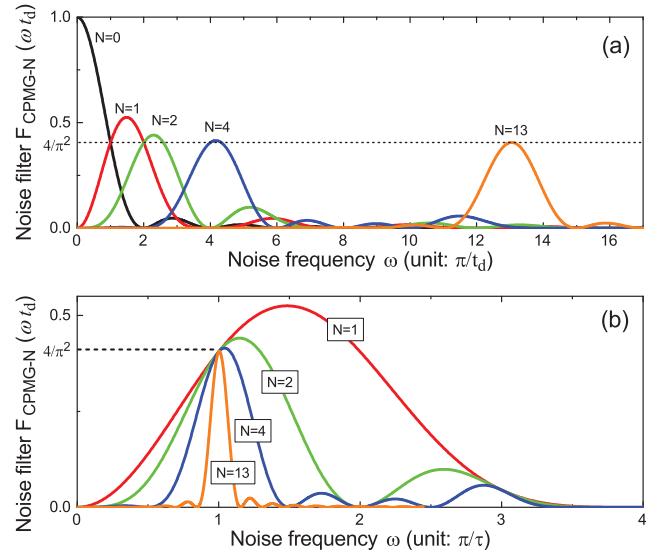 1.0
N=0
(a)
N=1
N=2
N=4
N=13
0.5
4/π²
0.0
0 2 4 6 8 10 12 14 16
Noise filter F CPMG-N (ω t_d)
Noise frequency ω (unit: π/t_d)
(b)
0.5
4/π²
N=1
N=2
N=4
N=13
0.0
0 1 2 3 4
Noise filter F CPMG-N (ω t_d)
Noise frequency ω (unit: π/τ)